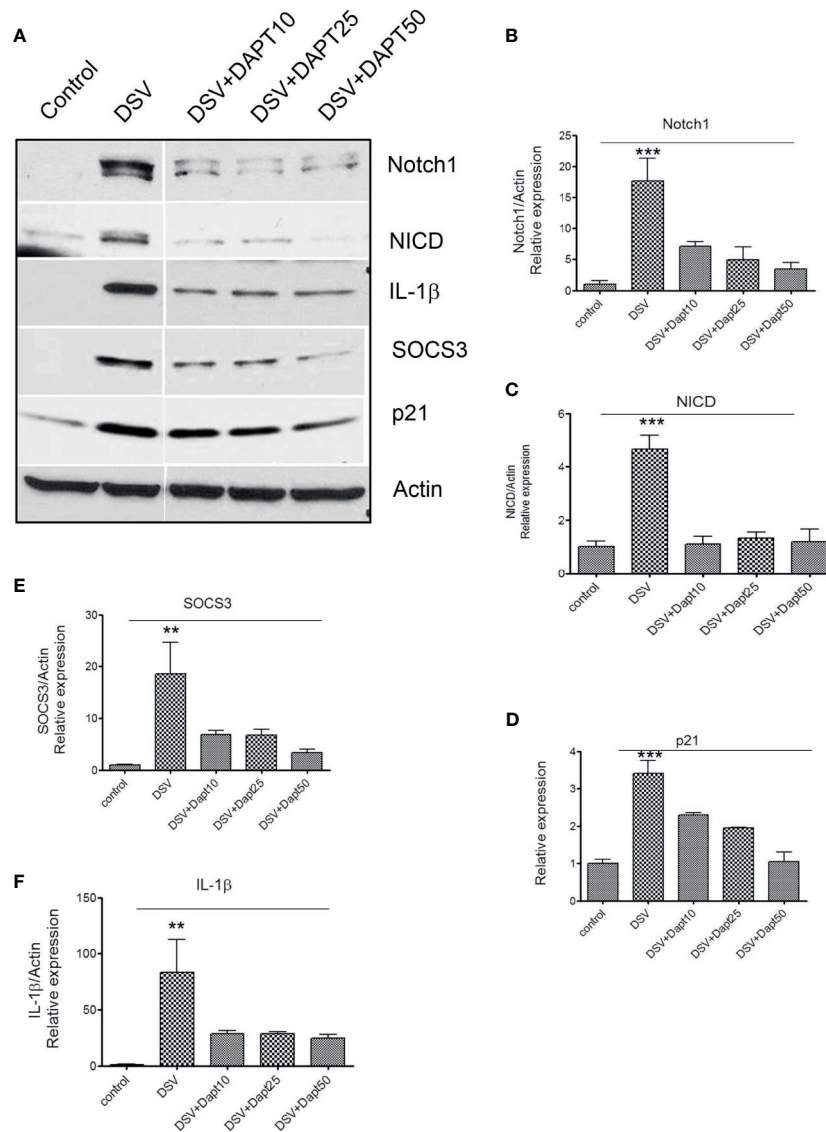 A
Control
DSV
DSV+DAPT10
DSV+DAPT25
DSV+DAPT50
Notch1
NICD
IL-1β
SOCS3
p21
Actin
B
Notch1
Notch1/Actin
Relative expression
25
20
15
10
5
0
***
control
DSV
DSV+Dapt10
DSV+Dapt25
DSV+Dapt50
C
NICD
NICD/Actin
Relative expression
6
4
2
0
***
control
DSV
DSV+Dapt10
DSV+Dapt25
DSV+Dapt50
E
SOCS3
SOCS3/Actin
Relative expression
30
20
10
0
**
control
DSV
DSV+Dapt10
DSV+Dapt25
DSV+Dapt50
D
p21
Relative expression
4
3
2
1
0
***
control
DSV
DSV+Dapt10
DSV+Dapt25
DSV+Dapt50
F
IL-1β
IL-1β/Actin
Relative expression
150
100
50
0
**
control
DSV
DSV+Dapt10
DSV+Dapt25
DSV+Dapt50